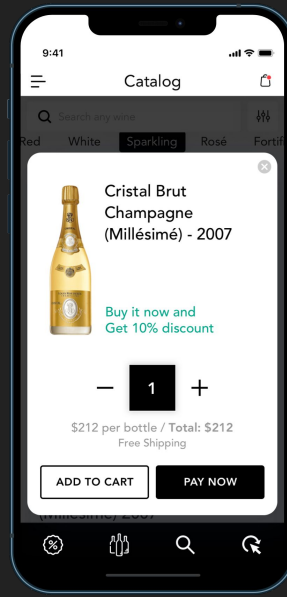 9:41
Catalog
Search any wine
Red White Sparkling Rosé Fortif
Cristal Brut
Champagne
(Millésimé) - 2007
Buy it now and
Get 10% discount
1
$212 per bottle / Total: $212
Free Shipping
ADD TO CART PAY NOW
(Millésimé) 2007